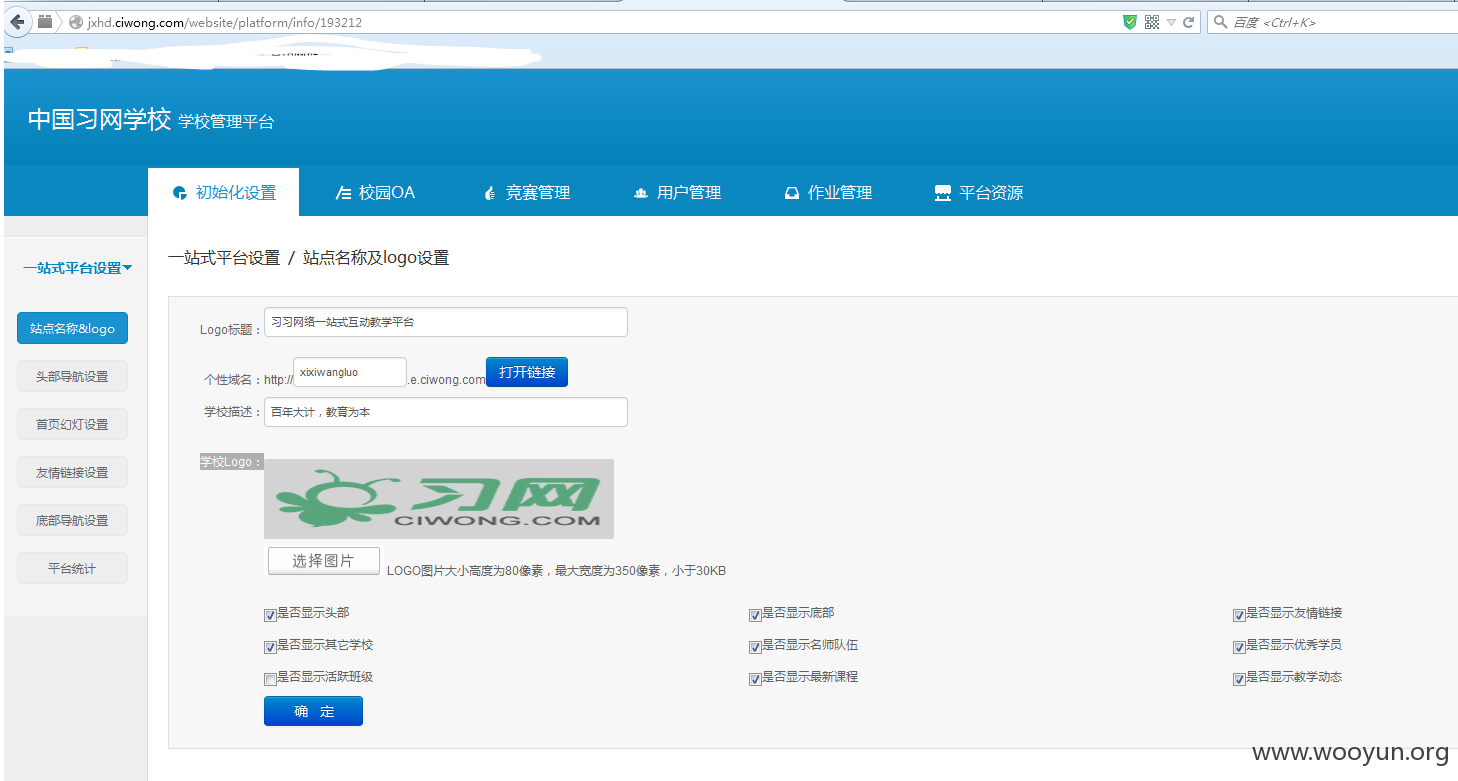 jxhd.ciwong.com/website/platform/info/193212
百度 <Ctrl+K>
中国习网学校 学校管理平台
初始化设置 校园OA 竞赛管理 用户管理 作业管理 平台资源
一站式平台设置 / 站点名称及logo设置
一站式平台设置
站点名称&logo
头部导航设置
首页幻灯设置
友情链接设置
底部导航设置
平台统计
Logo标题: 习习网络一站式互动教学平台
个性域名: http:// xixiwangluo .e.ciwong.com 打开链接
学校描述: 百年大计，教育为本
学校Logo:
习网
CIWONG.COM
选择图片 LOGO图片大小高度为80像素，最大宽度为350像素，小于30KB
是否显示头部 是否显示底部 是否显示友情链接
是否显示其它学校 是否显示名师队伍 是否显示优秀学员
是否显示活跃班级 是否显示最新课程 是否显示教学动态
确 定
www.wooyun.org